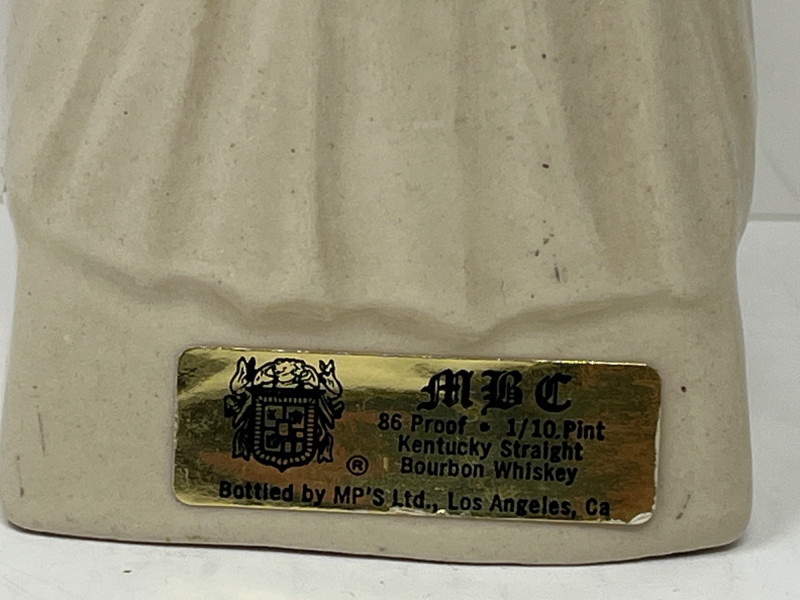 MBC
86 Proof • 1/10 Pint
Kentucky Straight
Bourbon Whiskey
®
Bottled by MP'S Ltd., Los Angeles, Ca